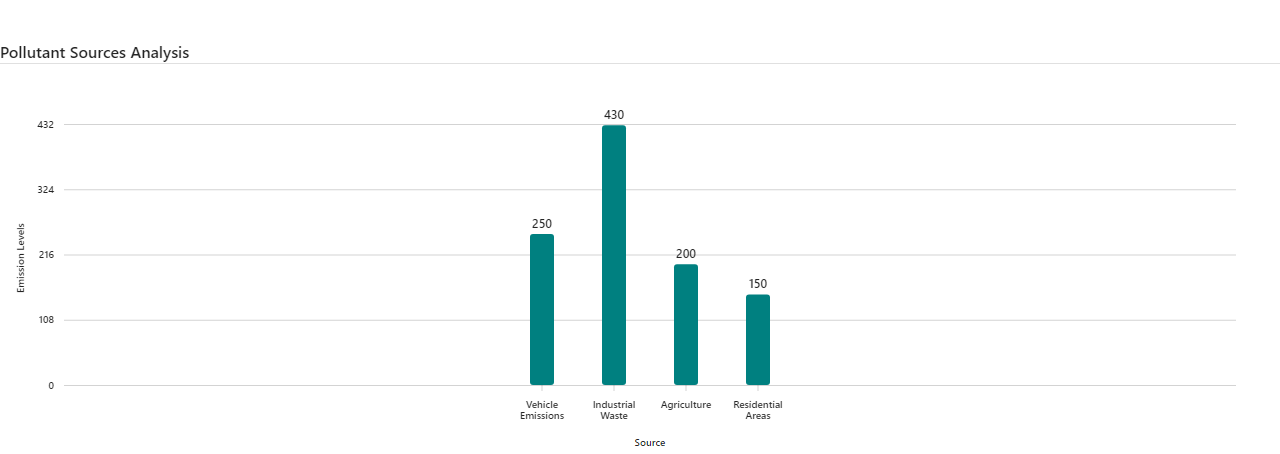 Pollutant Sources Analysis
430
432
324
250
216
200
150
108
0
Emission Levels
Vehicle
Emissions
Industrial
Waste
Agriculture
Residential
Areas
Source